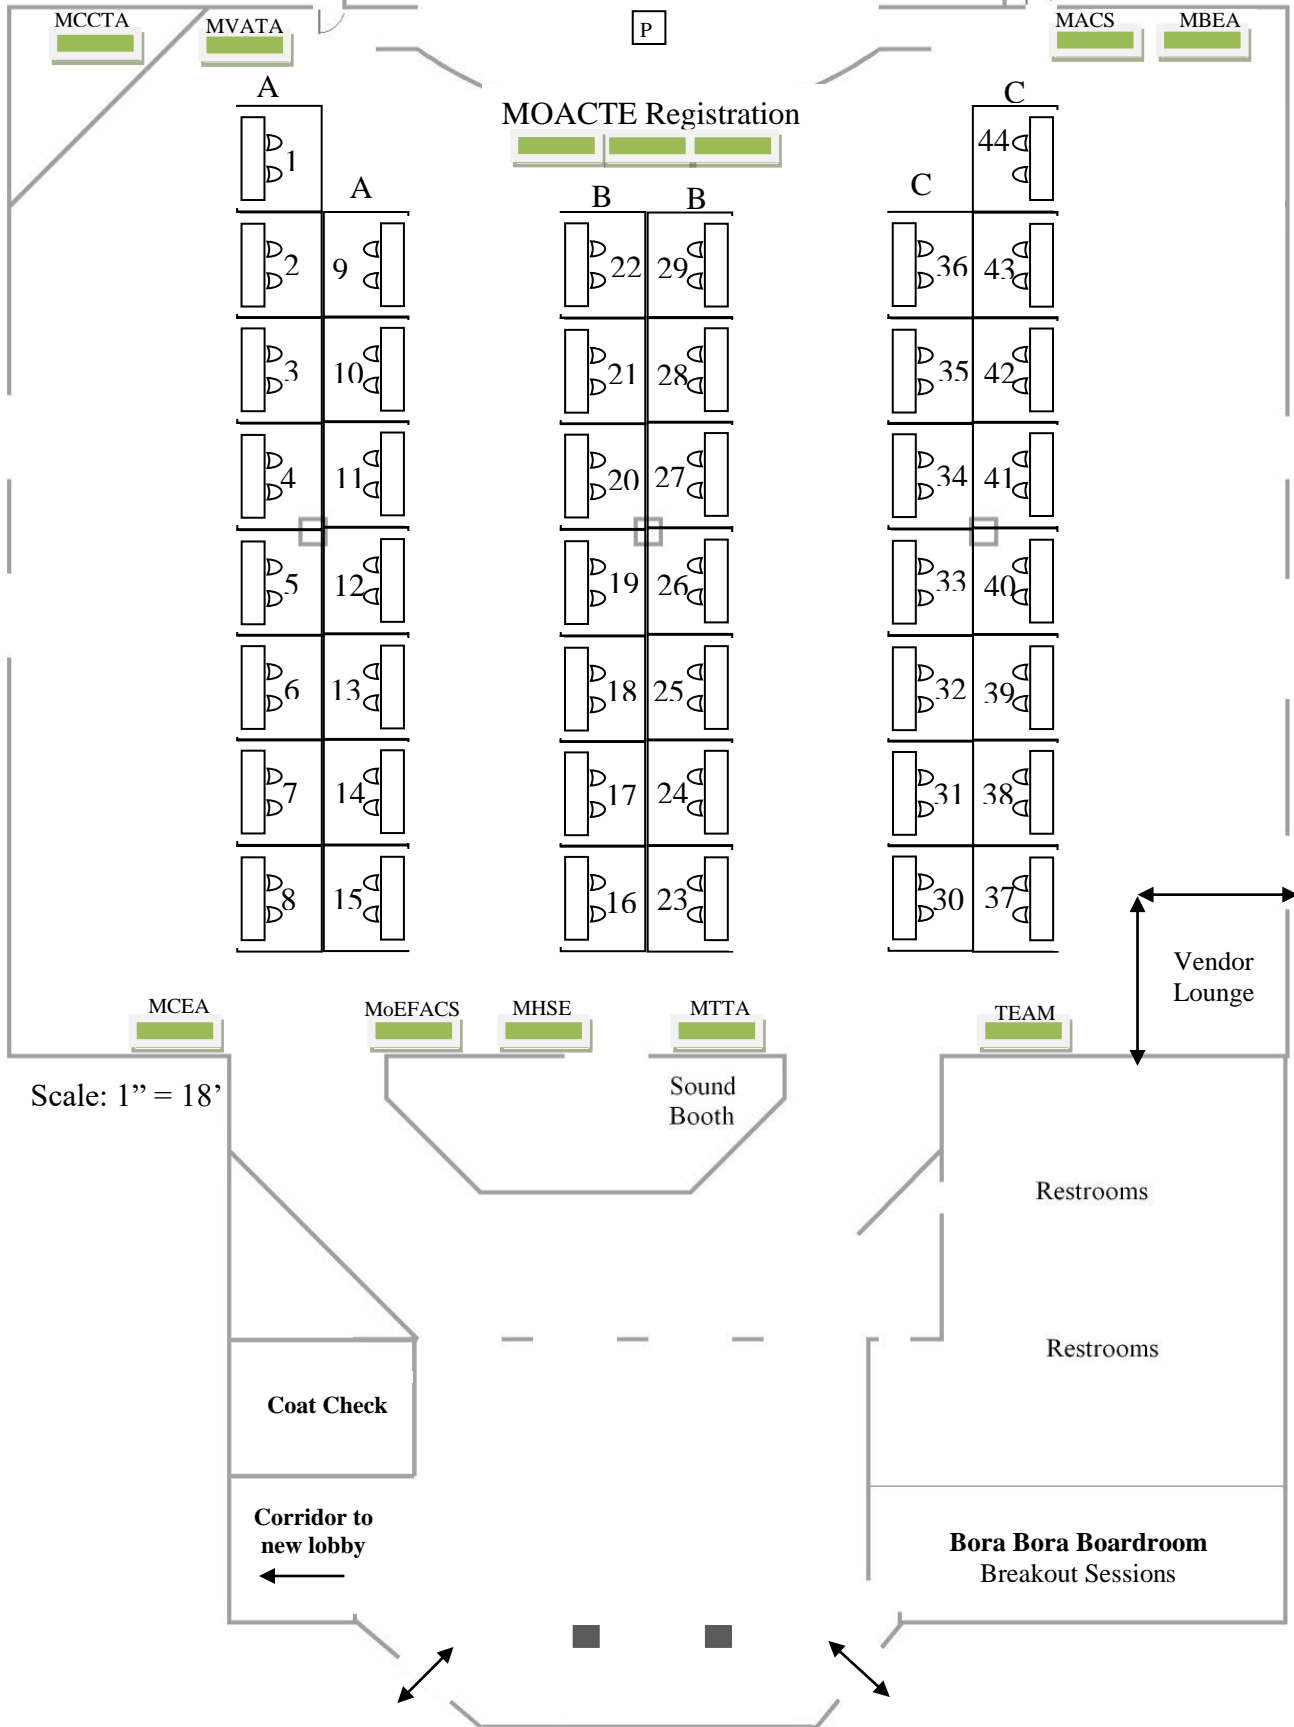 MCCTA
MVATA
P
MACS
MBEA
A
C
MOACTE Registration
1
44
A
B
B
C
2
9
22
29
36
43
3
10
21
28
35
42
4
11
20
27
34
41
5
12
19
26
33
40
6
13
18
25
32
39
7
14
17
24
31
38
8
15
16
23
30
37
Vendor
Lounge
MCEA
MoEFACS
MHSE
MTTA
TEAM
Scale: 1” = 18’
Sound
Booth
Restrooms
Restrooms
Coat Check
Corridor to
new lobby
Bora Bora Boardroom
Breakout Sessions